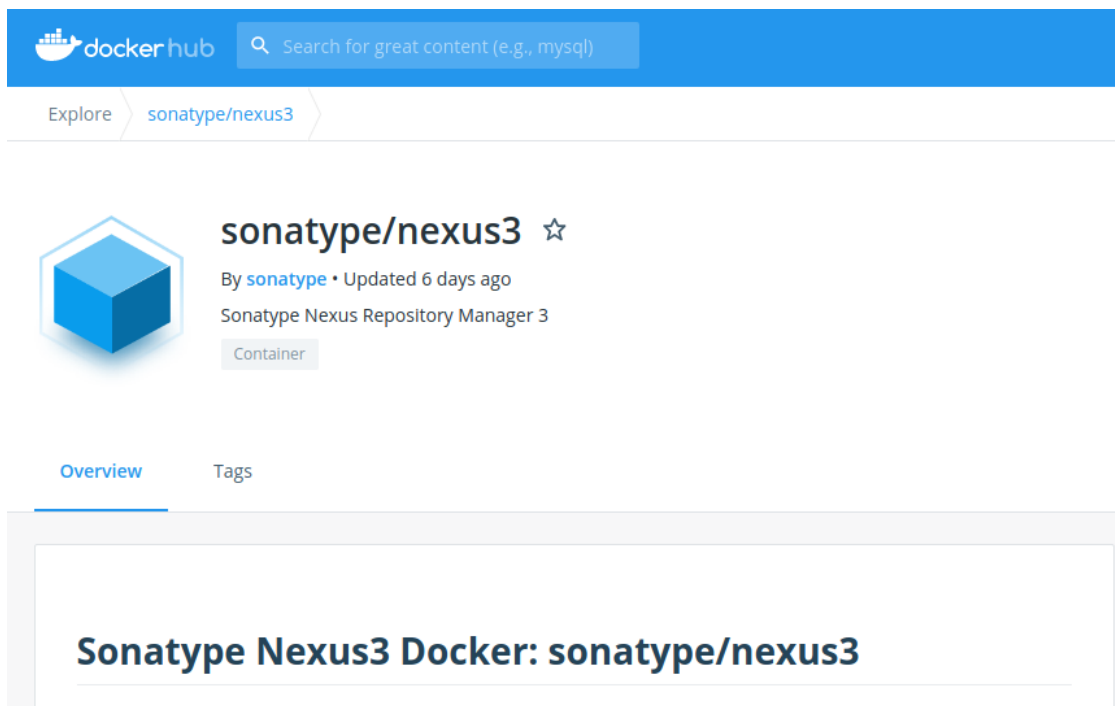 dockerhub Search for great content (e.g., mysql)
Explore sonatype/nexus3
sonatype/nexus3
By sonatype • Updated 6 days ago
Sonatype Nexus Repository Manager 3
Container
Overview Tags
Sonatype Nexus3 Docker: sonatype/nexus3